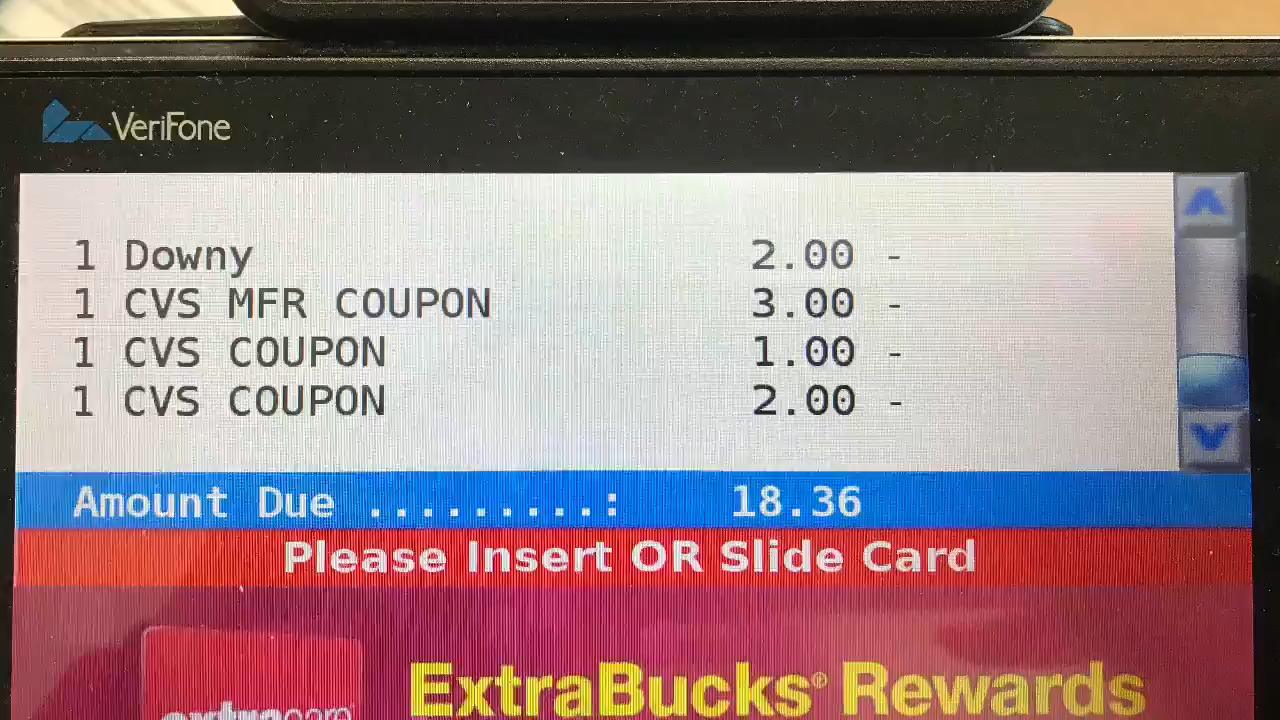 VeriFone
1 Downy 2.00 -
1 CVS MFR COUPON 3.00 -
1 CVS COUPON 1.00 -
1 CVS COUPON 2.00 -
Amount Due .........: 18.36
Please Insert OR Slide Card
ExtraBucks® Rewards
extracare